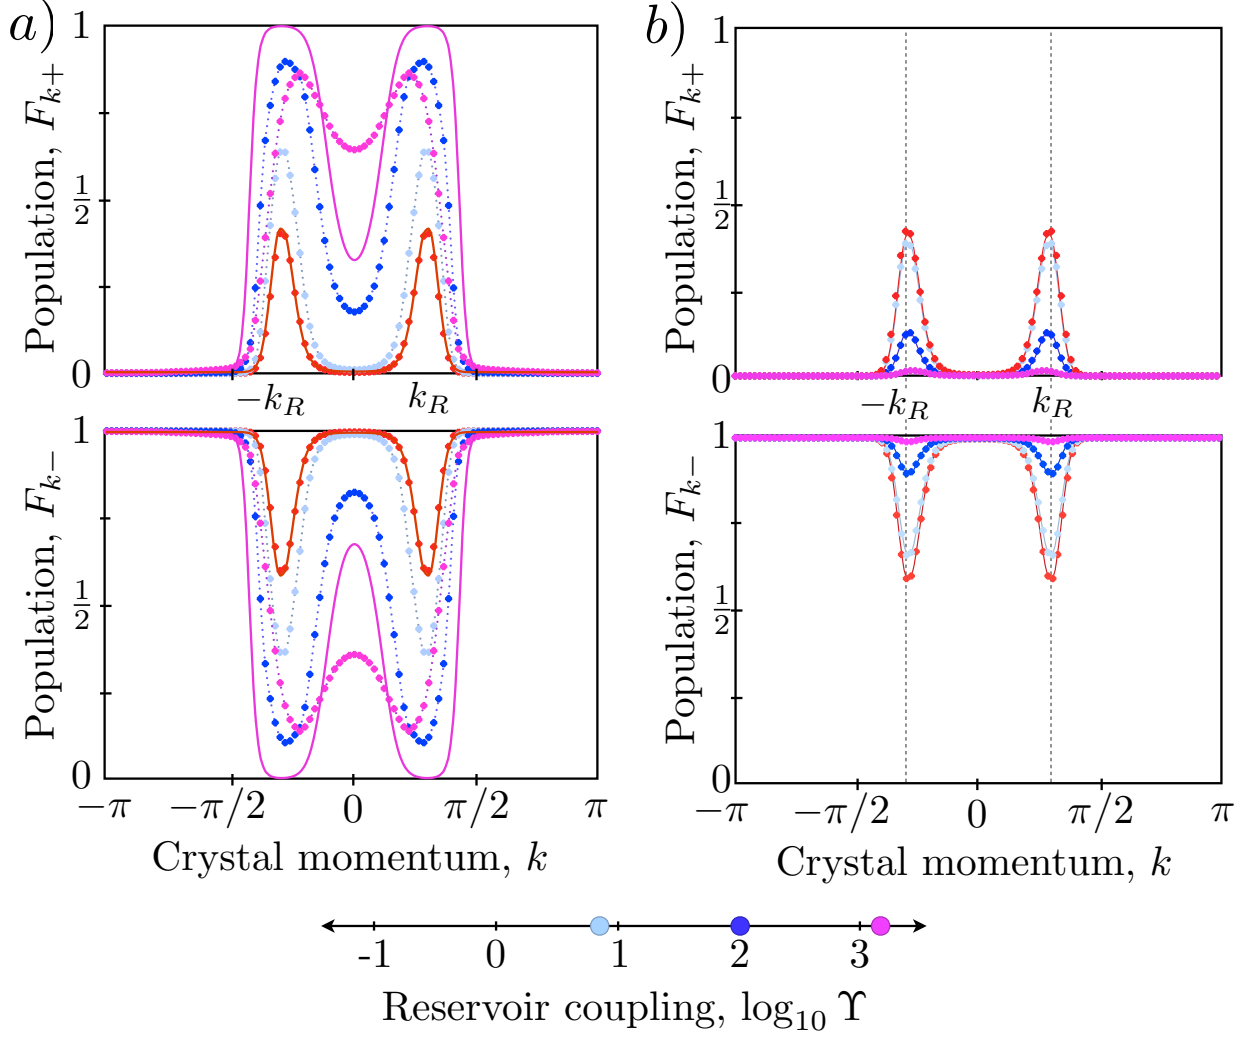 a)
1
1/2
0
Population, F_{k+}
−k_R
k_R
1
1/2
0
Population, F_{k−}
−π
−π/2
0
π/2
π
Crystal momentum, k
b)
1
1/2
0
Population, F_{k+}
−k_R
k_R
1
1/2
0
Population, F_{k−}
−π
−π/2
0
π/2
π
Crystal momentum, k
-1 0 1 2 3
Reservoir coupling, log₁₀ ϒ